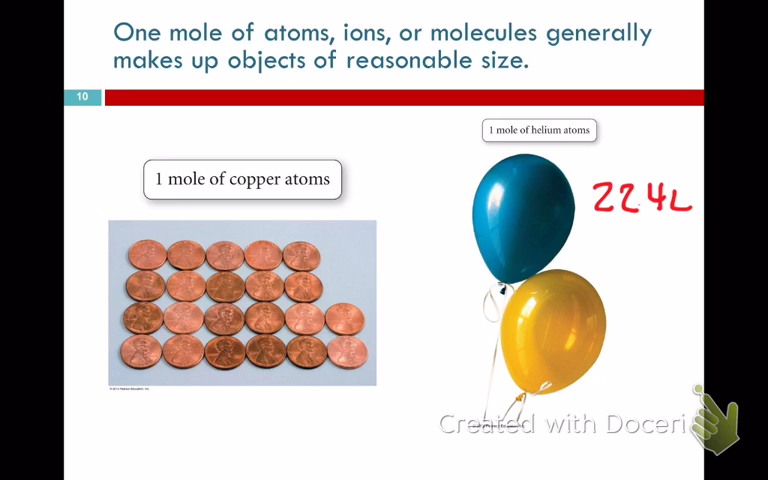 One mole of atoms, ions, or molecules generally
makes up objects of reasonable size.
10
1 mole of helium atoms
1 mole of copper atoms
22.4L
Created with Doceri